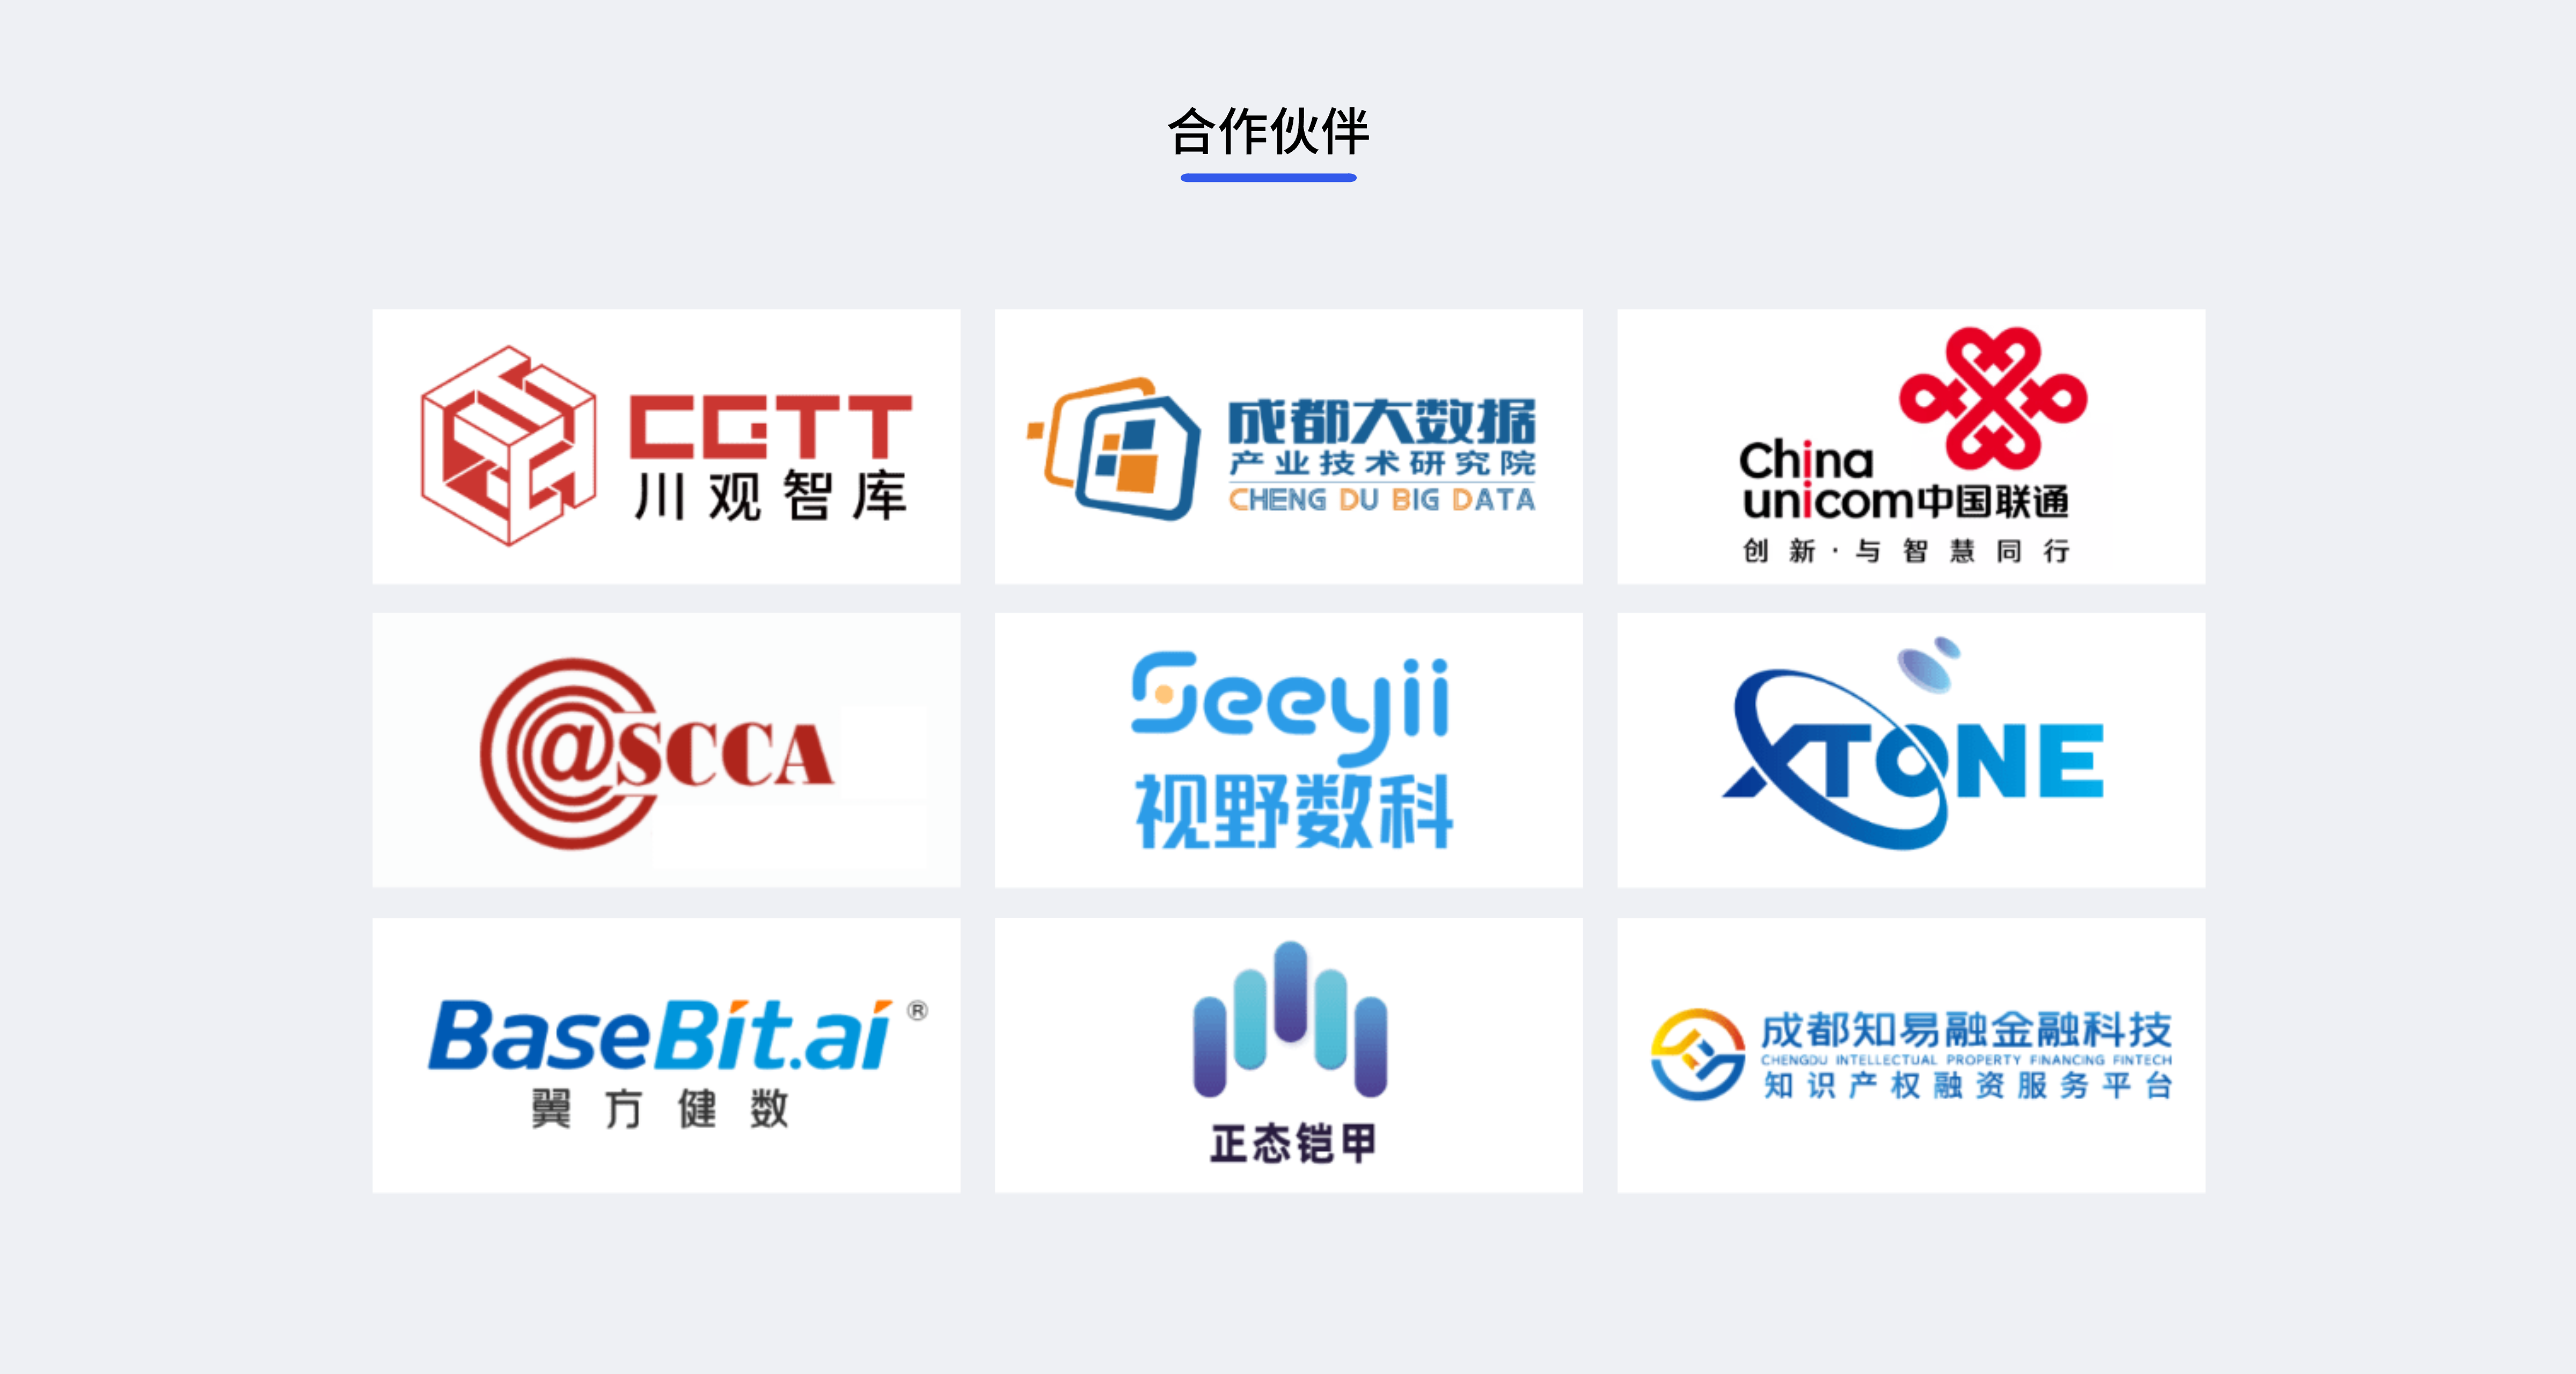 合作伙伴
CGTT
川观智库
成都大数据
产业技术研究院
CHENG DU BIG DATA
China
unicom中国联通
创新·与智慧同行
@SCCA
Seeyii
视野数科
XTONE
BaseBit.ai®
翼方健数
正态铠甲
成都知易融金融科技
CHENGDU INTELLECTUAL PROPERTY FINANCING FINTECH
知识产权融资服务平台